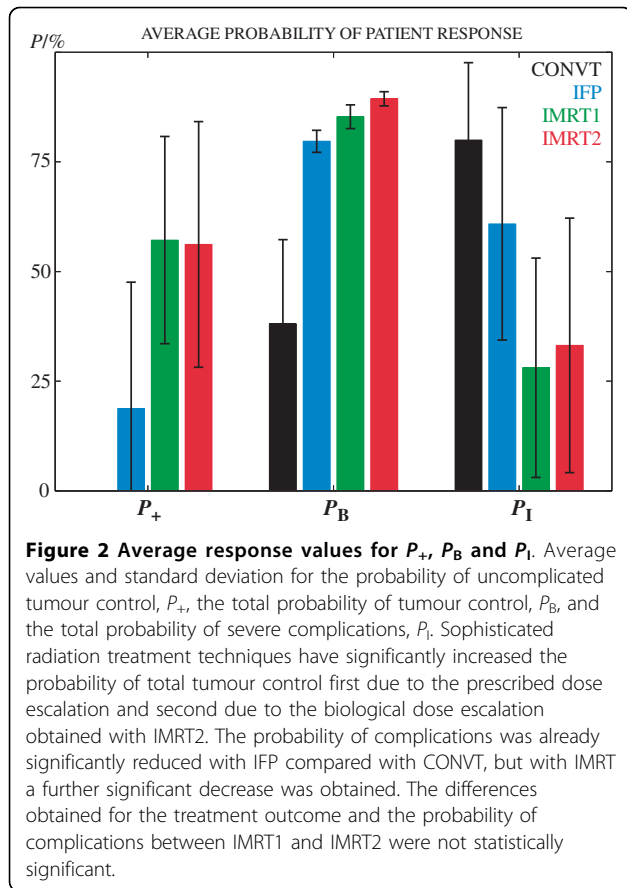 AVERAGE PROBABILITY OF PATIENT RESPONSE
P/%
CONVT
IFP
IMRT1
IMRT2
75
50
25
0
P+ PB PI
Figure 2 Average response values for P+, PB and PI. Average
values and standard deviation for the probability of uncomplicated
tumour control, P+, the total probability of tumour control, PB, and
the total probability of severe complications, PI. Sophisticated
radiation treatment techniques have significantly increased the
probability of total tumour control first due to the prescribed dose
escalation and second due to the biological dose escalation
obtained with IMRT2. The probability of complications was already
significantly reduced with IFP compared with CONVT, but with IMRT
a further significant decrease was obtained. The differences
obtained for the treatment outcome and the probability of
complications between IMRT1 and IMRT2 were not statistically
significant.